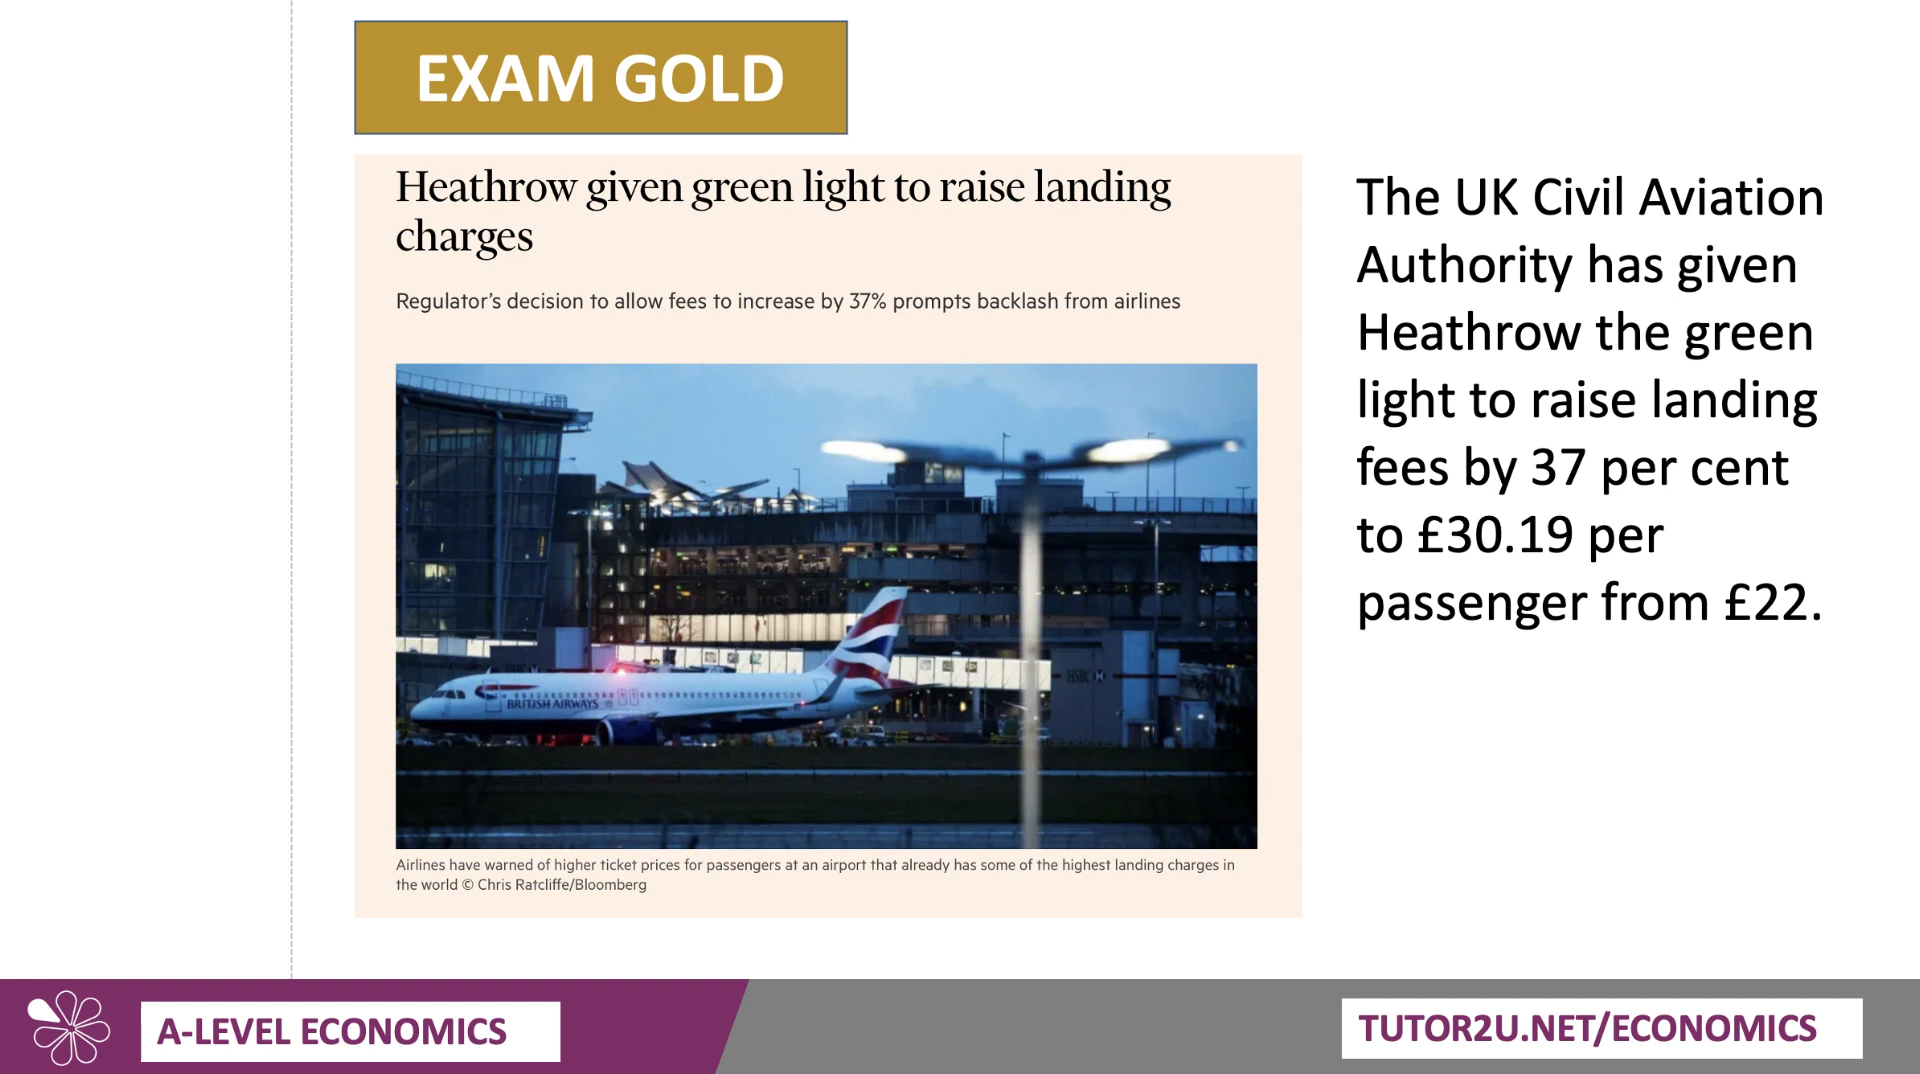 EXAM GOLD
Heathrow given green light to raise landing
charges
Regulator's decision to allow fees to increase by 37% prompts backlash from airlines
BRITISH AIRWAYS
HSBC
Airlines have warned of higher ticket prices for passengers at an airport that already has some of the highest landing charges in
the world © Chris Ratcliffe/Bloomberg
The UK Civil Aviation
Authority has given
Heathrow the green
light to raise landing
fees by 37 per cent
to £30.19 per
passenger from £22.
A-LEVEL ECONOMICS
TUTOR2U.NET/ECONOMICS